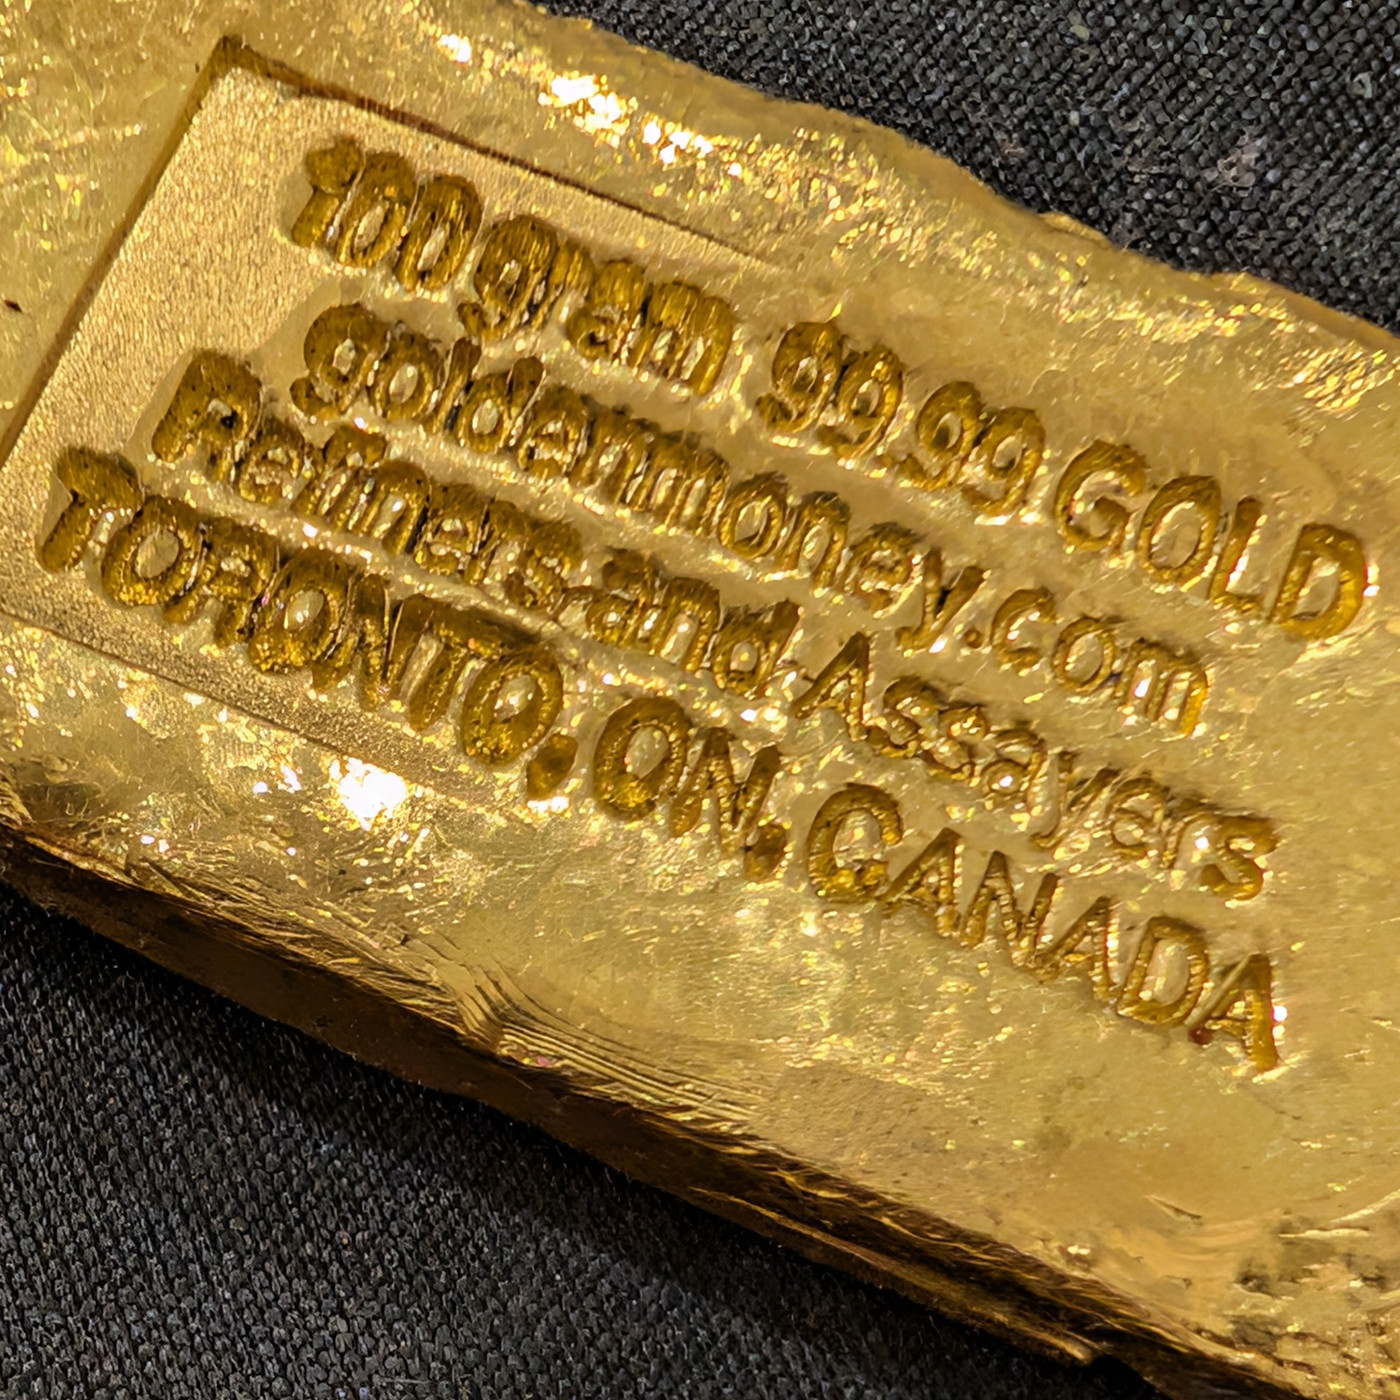 100 gram 99.99 GOLD
goldenmoney.com
Refiners and Assayers
TORONTO, ON, CANADA